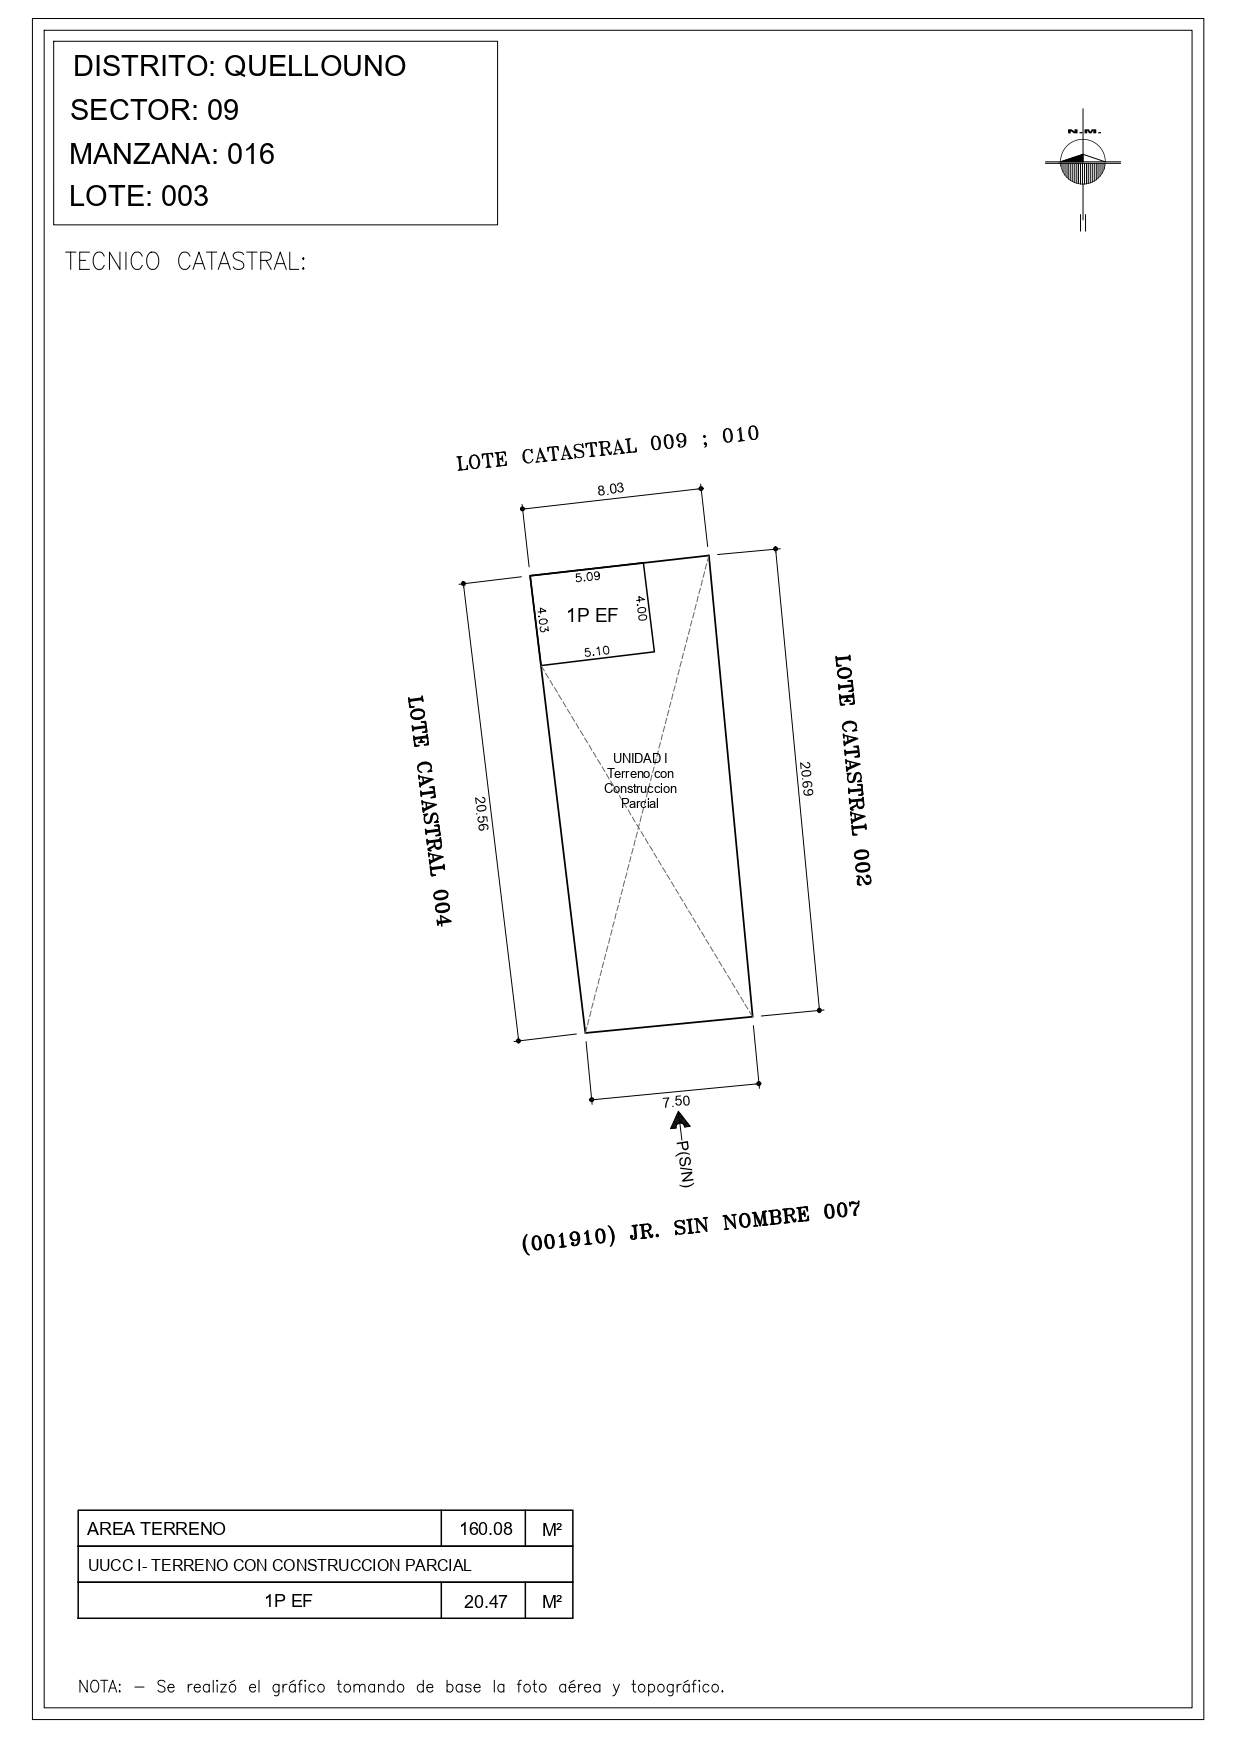 DISTRITO: QUELLOUNO
SECTOR: 09
MANZANA: 016
LOTE: 003
N.M.
TECNICO CATASTRAL:
LOTE CATASTRAL 009 ; 010
8.03
5.09
4.03
1P EF
4.00
5.10
LOTE CATASTRAL 004
20.56
UNIDAD I
Terreno con
Construccion
Parcial
20.69
LOTE CATASTRAL 002
7.50
P(S/N)
(001910) JR. SIN NOMBRE 007
AREA TERRENO 160.08 M²
UUCC I- TERRENO CON CONSTRUCCION PARCIAL
1P EF 20.47 M²
NOTA: – Se realizó el gráfico tomando de base la foto aérea y topográfico.